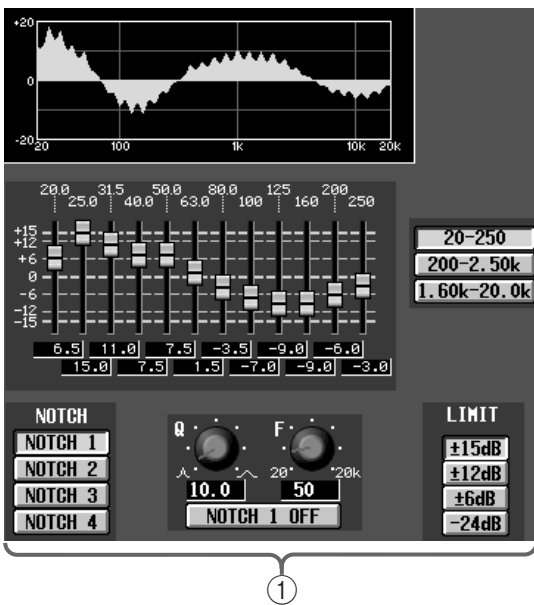 +20
0
-20
20 100 1k 10k 20k
20.0 31.5 50.0 80.0 125 200
25.0 40.0 63.0 100 160 250
+15
+12
+6
0
-6
-12
-15
6.5 11.0 7.5 -3.5 -9.0 -6.0
15.0 7.5 1.5 -7.0 -9.0 -3.0
20-250
200-2.50k
1.60k-20.0k
NOTCH
NOTCH 1
NOTCH 2
NOTCH 3
NOTCH 4
Q F
20 20k
10.0 50
NOTCH 1 OFF
LIMIT
±15dB
±12dB
±6dB
-24dB
1